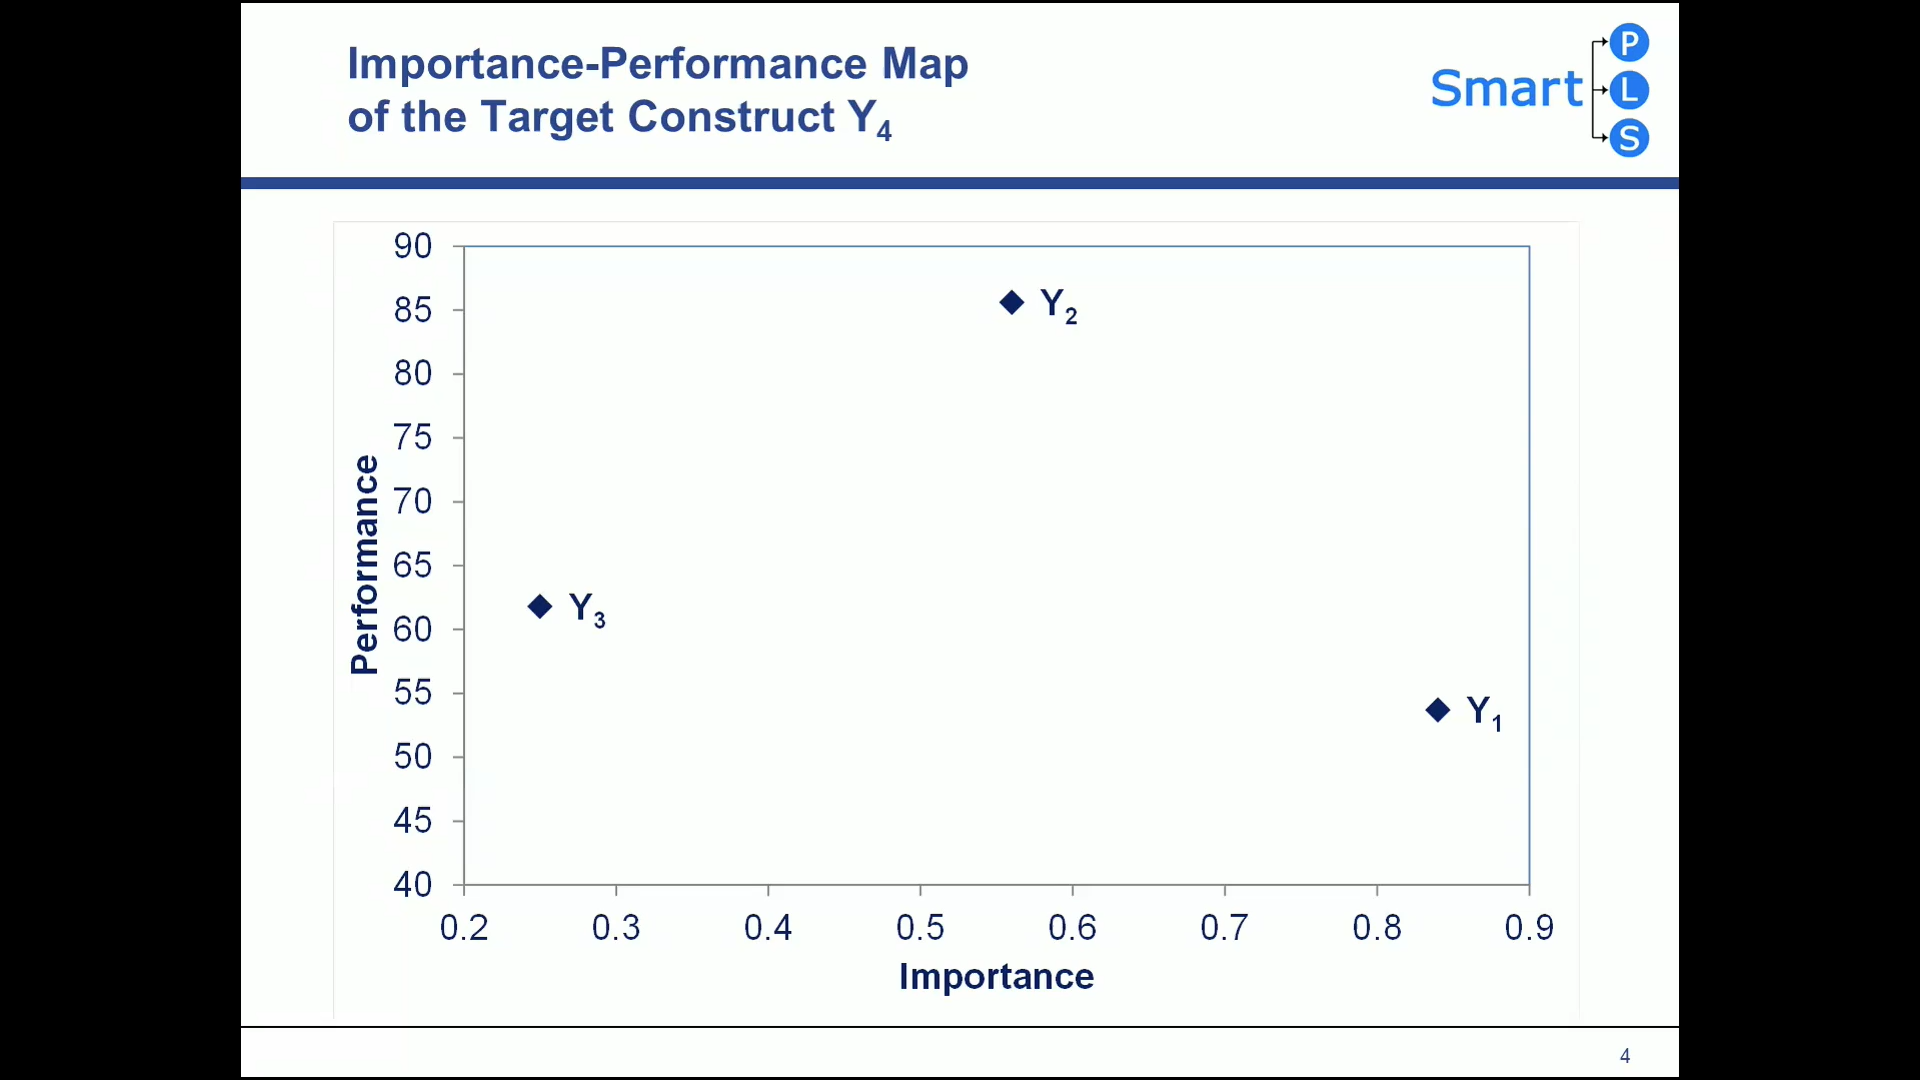 Importance-Performance Map
of the Target Construct Y4
Smart
P
L
S
90
85
80
75
70
65
60
55
50
45
40
Performance
Y2
Y3
Y1
0.2 0.3 0.4 0.5 0.6 0.7 0.8 0.9
Importance
4